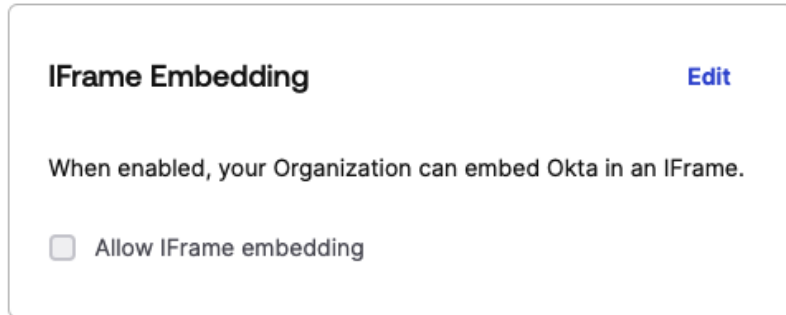 IFrame Embedding
Edit
When enabled, your Organization can embed Okta in an IFrame.
Allow IFrame embedding